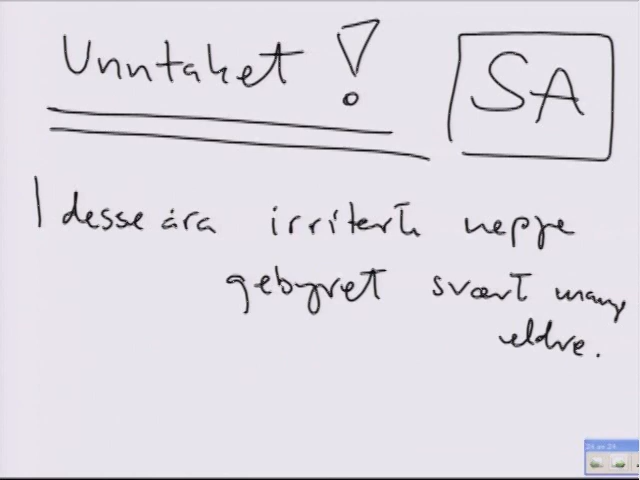 Unntaket!
SA
I desse åra irriterte neppe
gebyret svært mange
eldre.